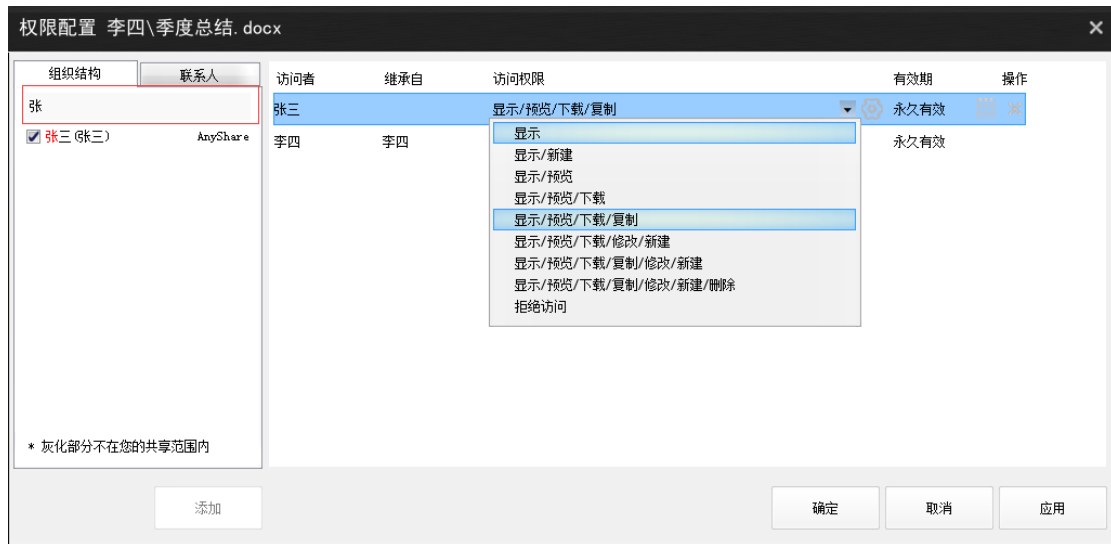 权限配置 李四\季度总结.docx
组织结构 联系人
张
张三(张三) AnyShare
* 灰化部分不在您的共享范围内
添加
访问者 继承自 访问权限 有效期 操作
张三 显示/预览/下载/复制 永久有效
李四 李四 永久有效
显示
显示/新建
显示/预览
显示/预览/下载
显示/预览/下载/复制
显示/预览/下载/修改/新建
显示/预览/下载/复制/修改/新建
显示/预览/下载/复制/修改/新建/删除
拒绝访问
确定 取消 应用